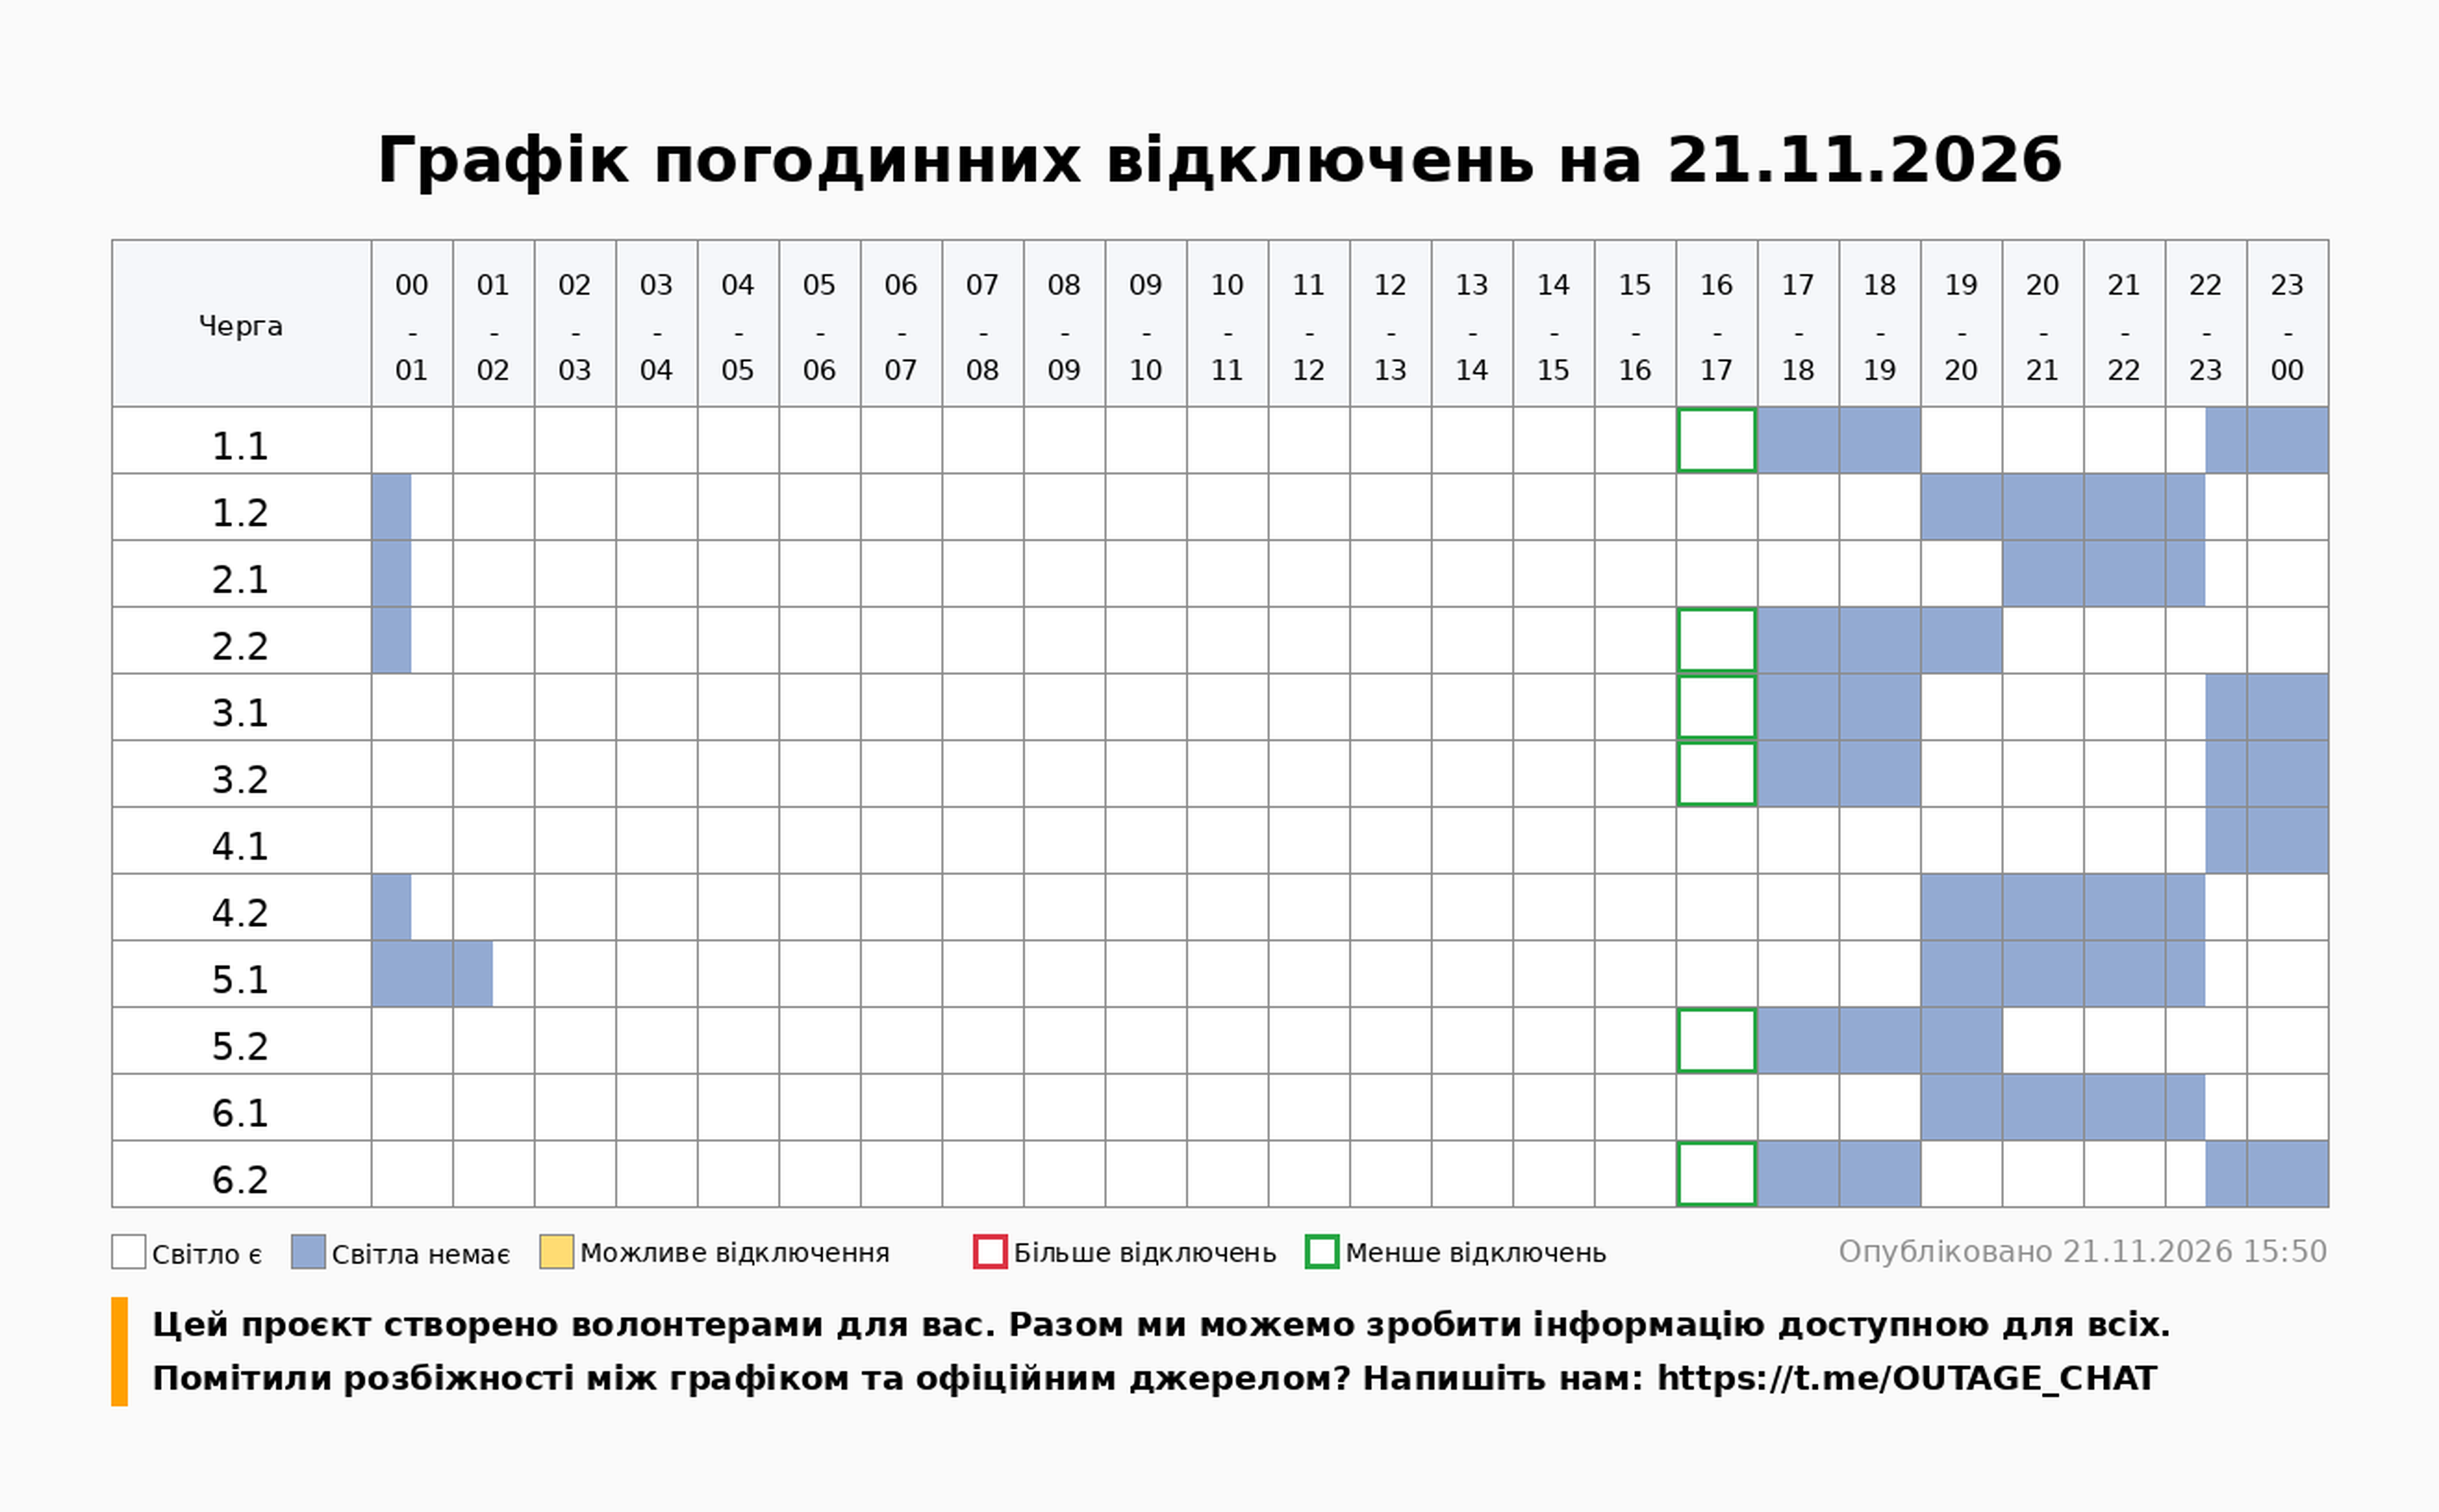 Графік погодинних відключень на 21.11.2026
Черга 00 - 01 01 - 02 02 - 03 03 - 04 04 - 05 05 - 06 06 - 07 07 - 08 08 - 09 09 - 10 10 - 11 11 - 12 12 - 13 13 - 14 14 - 15 15 - 16 16 - 17 17 - 18 18 - 19 19 - 20 20 - 21 21 - 22 22 - 23 23 - 00
1.1
1.2
2.1
2.2
3.1
3.2
4.1
4.2
5.1
5.2
6.1
6.2
Світло є Світла немає Можливе відключення Більше відключень Менше відключень Опубліковано 21.11.2026 15:50
Цей проєкт створено волонтерами для вас. Разом ми можемо зробити інформацію доступною для всіх.
Помітили розбіжності між графіком та офіційним джерелом? Напишіть нам: https://t.me/OUTAGE_CHAT